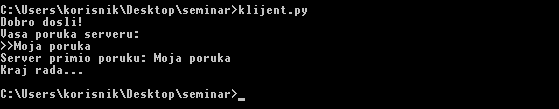 C:\Users\korisnik\Desktop\seminar>klijent.py
Dobro dosli!
Vasa poruka serveru:
>>Moja poruka
Server primio poruku: Moja poruka
Kraj rada...
C:\Users\korisnik\Desktop\seminar>_